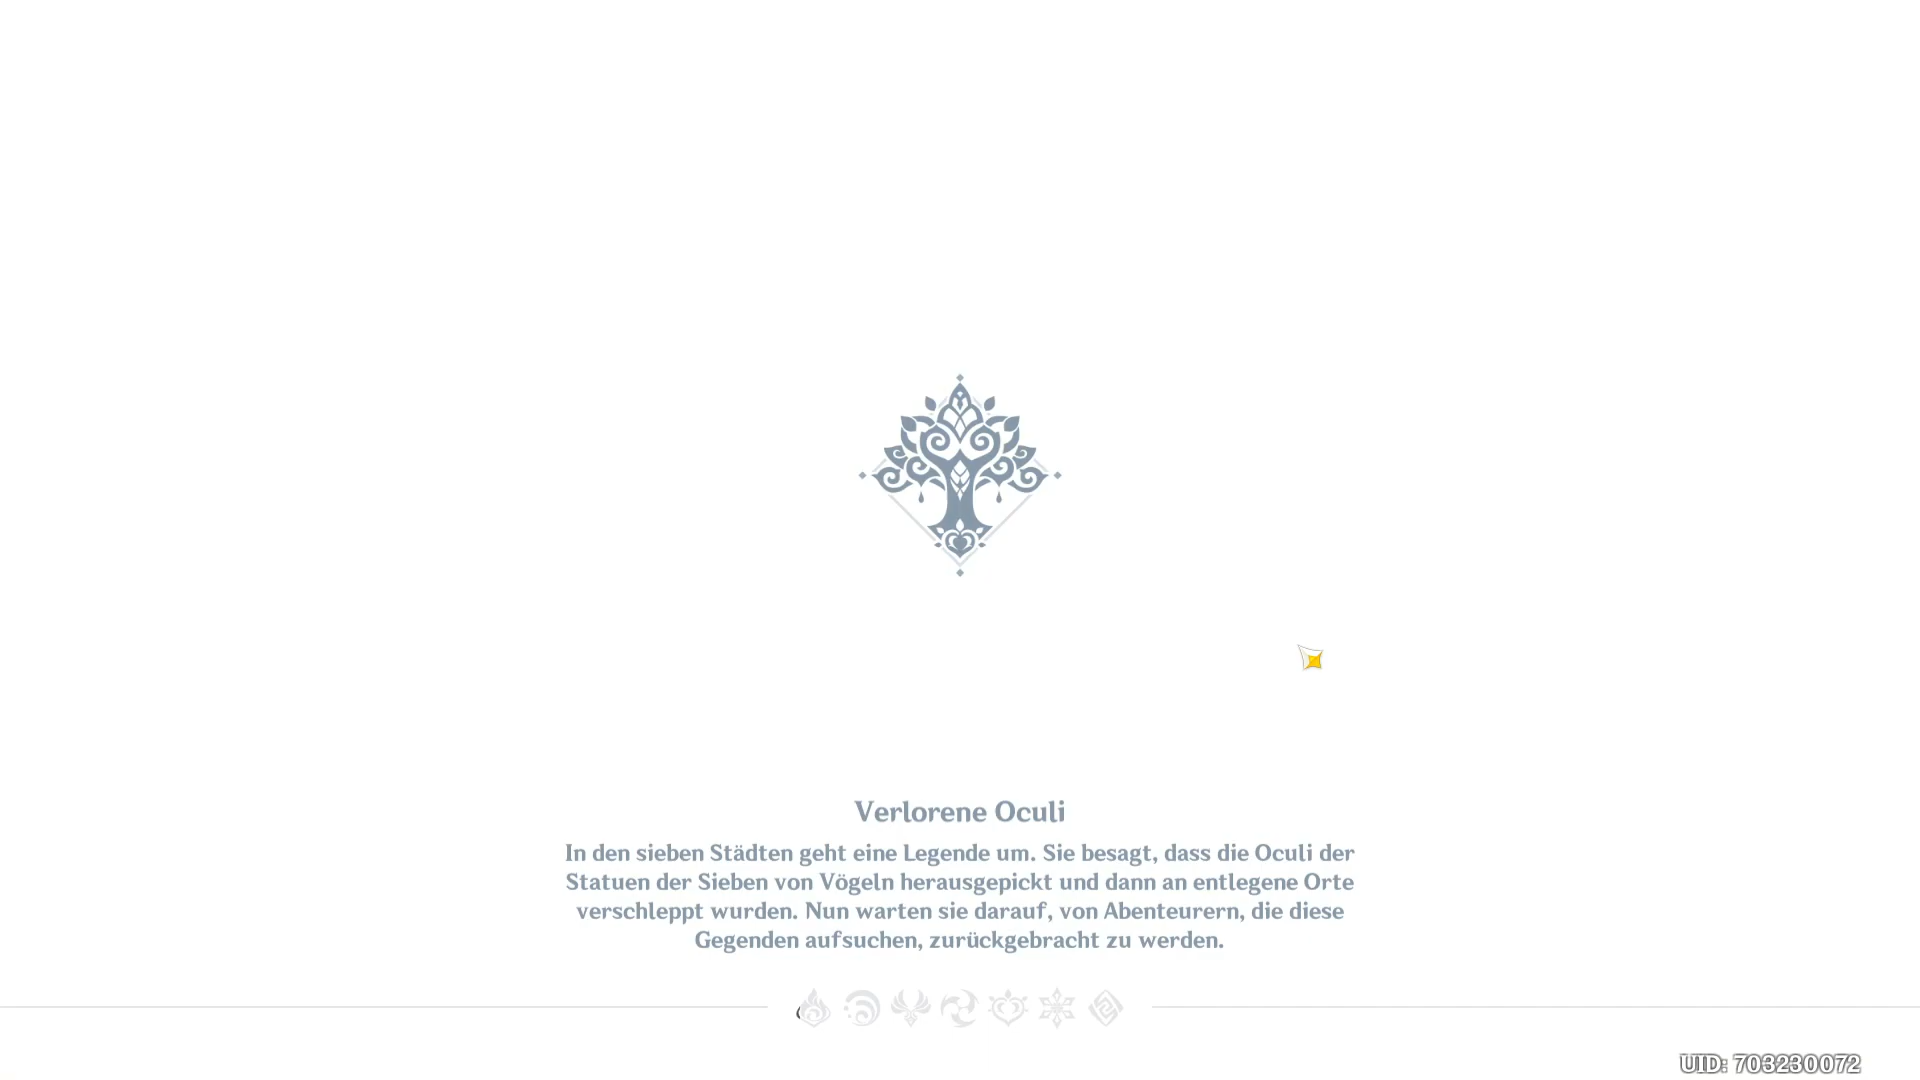 Verlorene Oculi
In den sieben Städten geht eine Legende um. Sie besagt, dass die Oculi der
Statuen der Sieben von Vögeln herausgepickt und dann an entlegene Orte
verschleppt wurden. Nun warten sie darauf, von Abenteurern, die diese
Gegenden aufsuchen, zurückgebracht zu werden.
UID: 703230072